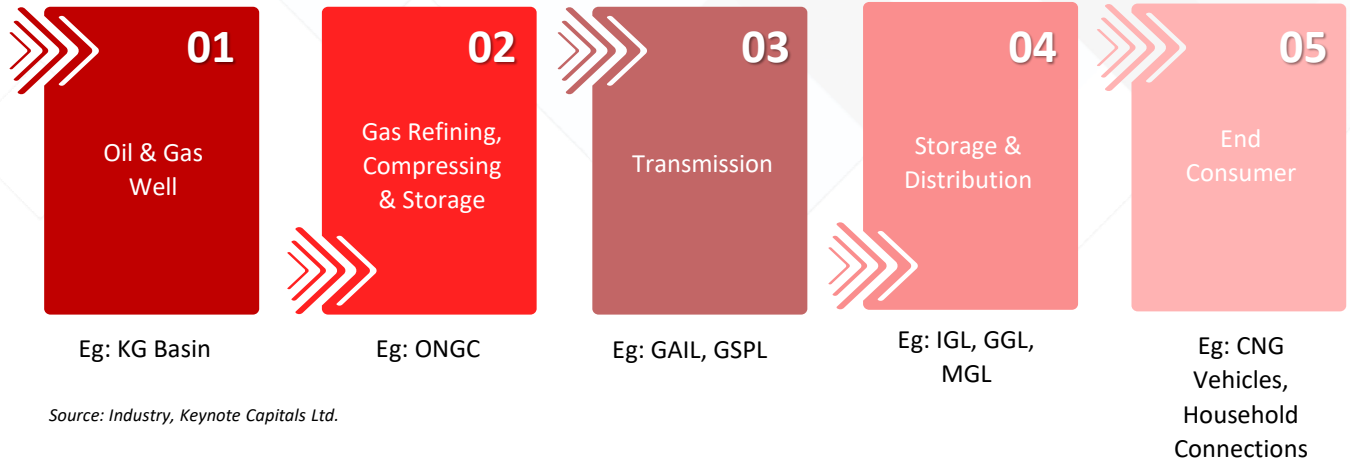 01
Oil & Gas
Well
Eg: KG Basin
02
Gas Refining,
Compressing
& Storage
Eg: ONGC
03
Transmission
Eg: GAIL, GSPL
04
Storage &
Distribution
Eg: IGL, GGL,
MGL
05
End
Consumer
Eg: CNG
Vehicles,
Household
Connections
Source: Industry, Keynote Capitals Ltd.